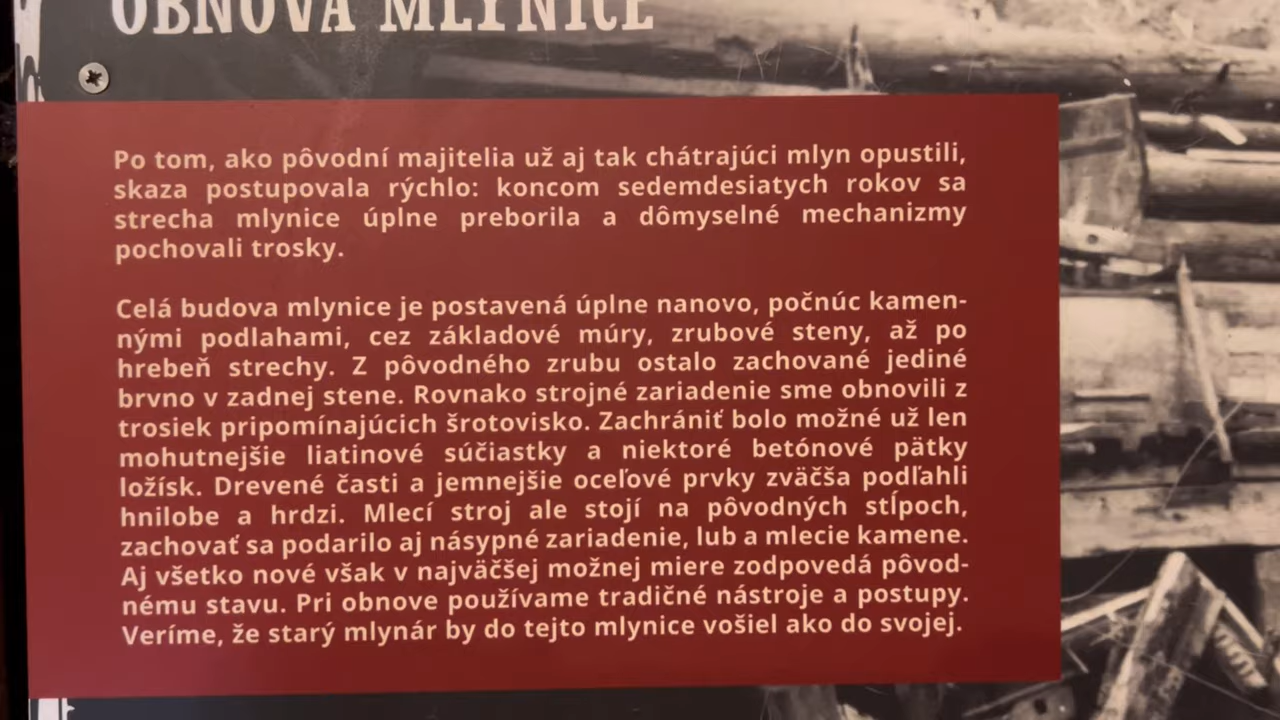 OBNOVA MLYNICE
Po tom, ako pôvodní majitelia už aj tak chátrajúci mlyn opustili,
skaza postupovala rýchlo: koncom sedemdesiatych rokov sa
strecha mlynice úplne preborila a dômyselné mechanizmy
pochovali trosky.
Celá budova mlynice je postavená úplne nanovo, počnúc kamen-
nými podlahami, cez základové múry, zrubové steny, až po
hrebeň strechy. Z pôvodného zrubu ostalo zachované jediné
brvno v zadnej stene. Rovnako strojné zariadenie sme obnovili z
trosiek pripomínajúcich šrotovisko. Zachrániť bolo možné už len
mohutnejšie liatinové súčiastky a niektoré betónové pätky
ložísk. Drevené časti a jemnejšie oceľové prvky zväčša podľahli
hnilobe a hrdzi. Mlecí stroj ale stojí na pôvodných stĺpoch,
zachovať sa podarilo aj násypné zariadenie, lub a mlecie kamene.
Aj všetko nové však v najväčšej možnej miere zodpovedá pôvod-
nému stavu. Pri obnove používame tradičné nástroje a postupy.
Veríme, že starý mlynár by do tejto mlynice vošiel ako do svojej.